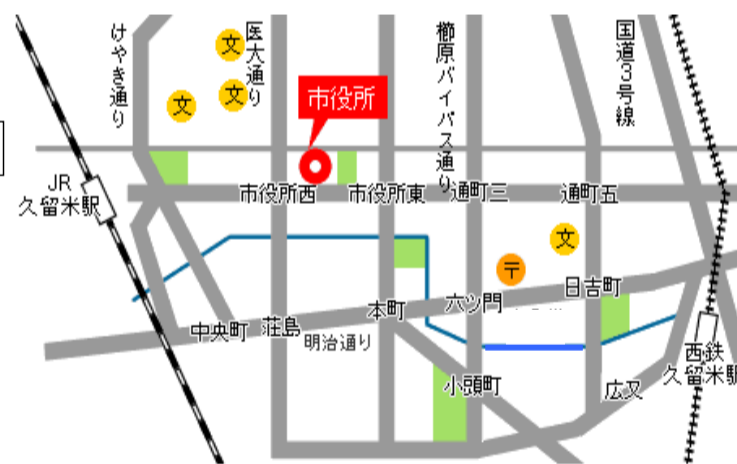 けやき通り
医大通り
櫛原バイパス通り
国道3号線
文
文
文
市役所
JR
久留米駅
市役所西
市役所東
通町三
通町五
文
〒
日吉町
六ツ門
本町
荘島
中央町
明治通り
小頭町
広又
西鉄
久留米駅